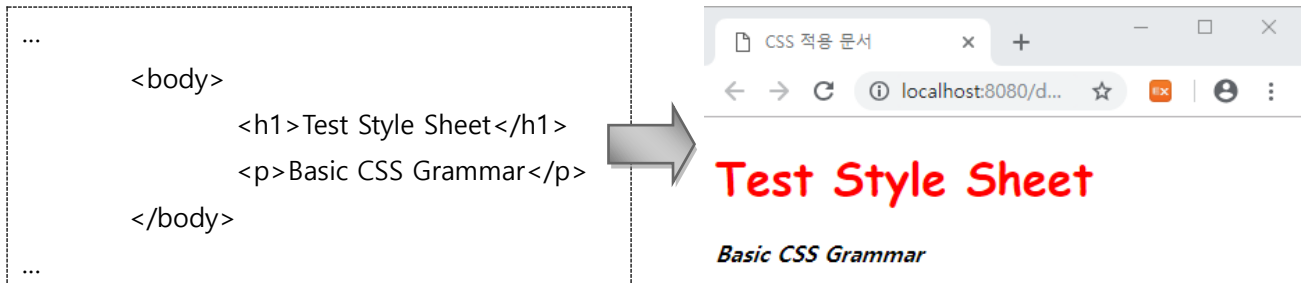 ...
<body>
<h1>Test Style Sheet</h1>
<p>Basic CSS Grammar</p>
</body>
...
CSS 적용 문서
localhost:8080/d...
Test Style Sheet
Basic CSS Grammar